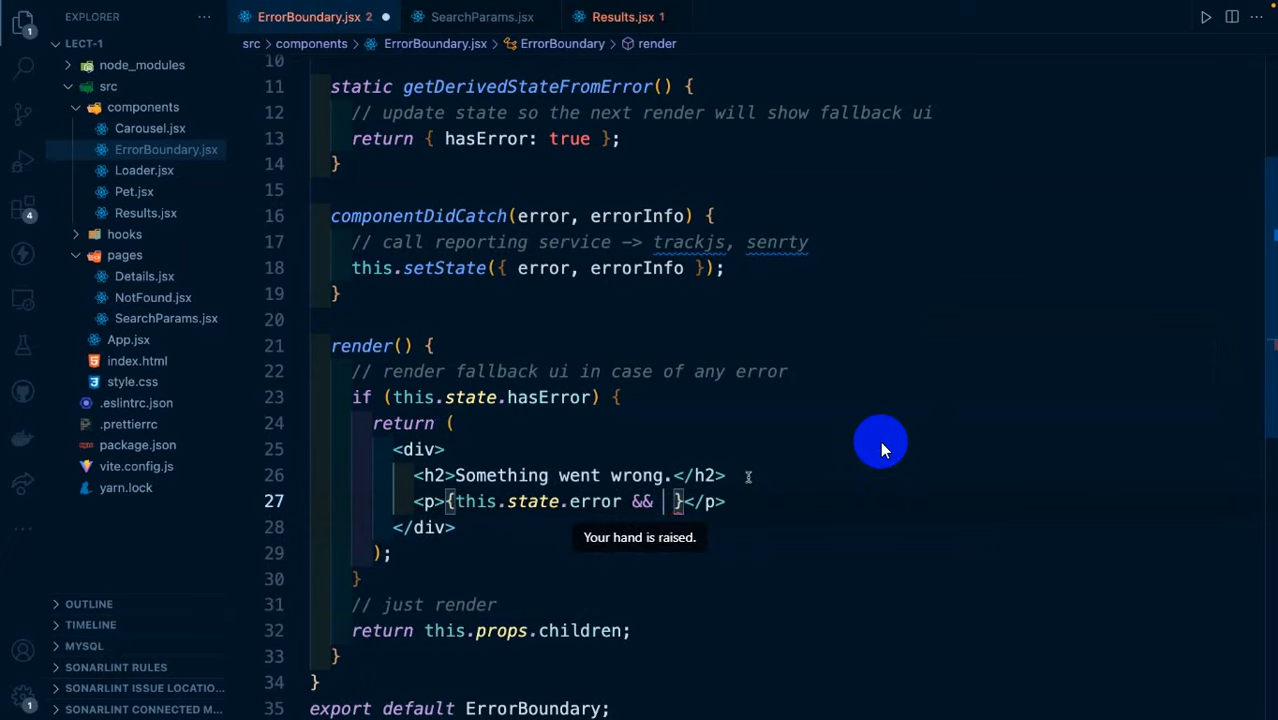 EXPLORER
ErrorBoundary.jsx 2
SearchParams.jsx
Results.jsx 1
LECT-1
src
components
ErrorBoundary.jsx
ErrorBoundary
render
node_modules
src
components
Carousel.jsx
ErrorBoundary.jsx
Loader.jsx
Pet.jsx
Results.jsx
hooks
pages
Details.jsx
NotFound.jsx
SearchParams.jsx
App.jsx
index.html
style.css
.eslintrc.json
.prettierrc
package.json
vite.config.js
yarn.lock
OUTLINE
TIMELINE
MYSQL
SONARLINT RULES
SONARLINT ISSUE LOCATIO...
SONARLINT CONNECTED M...
1
4
1
10
11 static getDerivedStateFromError() {
12 // update state so the next render will show fallback ui
13 return { hasError: true };
14 }
15
16 componentDidCatch(error, errorInfo) {
17 // call reporting service -> trackjs, senrty
18 this.setState({ error, errorInfo });
19 }
20
21 render() {
22 // render fallback ui in case of any error
23 if (this.state.hasError) {
24 return (
25 <div>
26 <h2>Something went wrong.</h2>
27 <p>{this.state.error && }</p>
28 </div>
Your hand is raised.
29 );
30 }
31 // just render
32 return this.props.children;
33 }
34 }
35 export default ErrorBoundary;